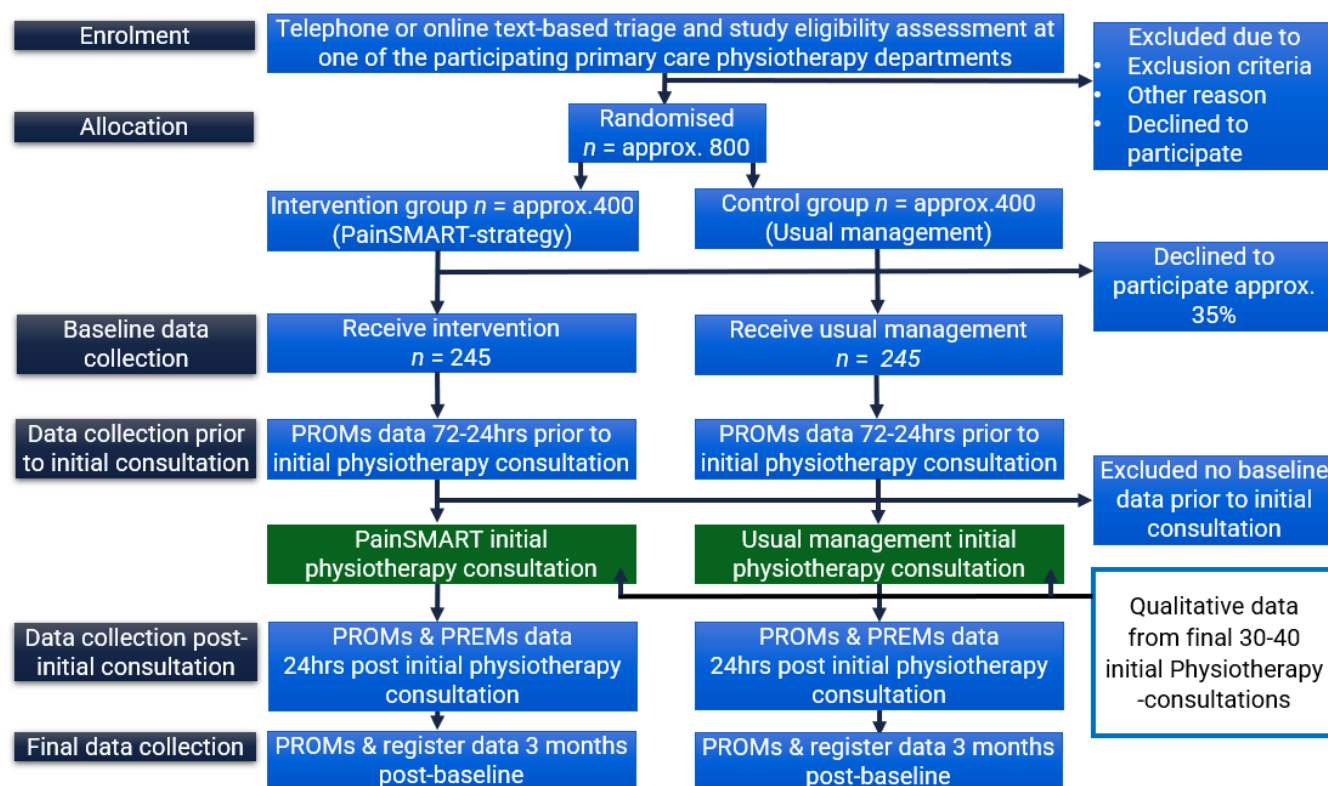 Enrolment
Telephone or online text-based triage and study eligibility assessment at
one of the participating primary care physiotherapy departments
Excluded due to
• Exclusion criteria
• Other reason
• Declined to
participate
Allocation
Randomised
n = approx. 800
Intervention group n = approx.400
(PainSMART-strategy)
Control group n = approx.400
(Usual management)
Declined to
participate approx.
35%
Baseline data
collection
Receive intervention
n = 245
Receive usual management
n = 245
Data collection prior
to initial consultation
PROMs data 72-24hrs prior to
initial physiotherapy consultation
PROMs data 72-24hrs prior to
initial physiotherapy consultation
Excluded no baseline
data prior to initial
consultation
PainSMART initial
physiotherapy consultation
Usual management initial
physiotherapy consultation
Qualitative data
from final 30-40
initial Physiotherapy
-consultations
Data collection post-
initial consultation
PROMs & PREMs data
24hrs post initial physiotherapy
consultation
PROMs & PREMs data
24hrs post initial physiotherapy
consultation
Final data collection
PROMs & register data 3 months
post-baseline
PROMs & register data 3 months
post-baseline